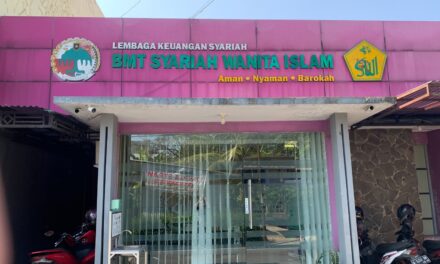 LEMBAGA KEUANGAN SYARIAH
BMT SYARIAH WANITA ISLAM
Aman • Nyaman • Barokah